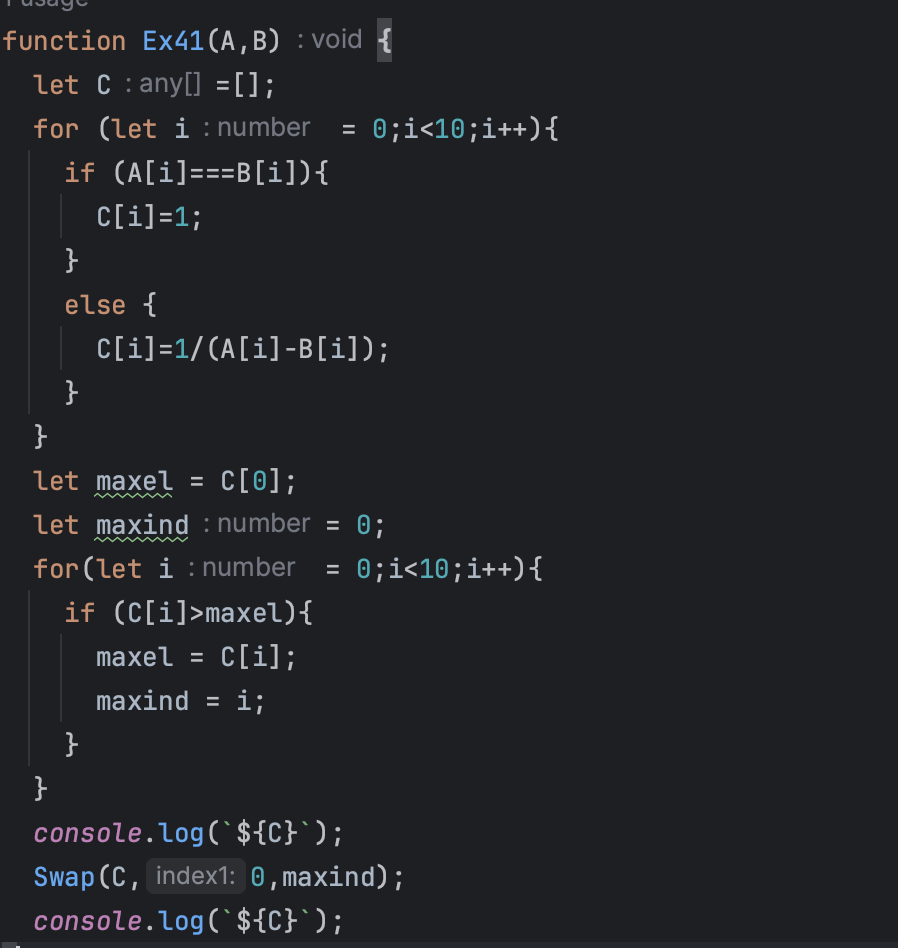 1 usage
function Ex41(A,B) : void {
let C : any[] =[];
for (let i : number = 0;i<10;i++){
if (A[i]===B[i]){
C[i]=1;
}
else {
C[i]=1/(A[i]-B[i]);
}
}
let maxel = C[0];
let maxind : number = 0;
for(let i : number = 0;i<10;i++){
if (C[i]>maxel){
maxel = C[i];
maxind = i;
}
}
console.log(`${C}`);
Swap(C, index1: 0,maxind);
console.log(`${C}`);